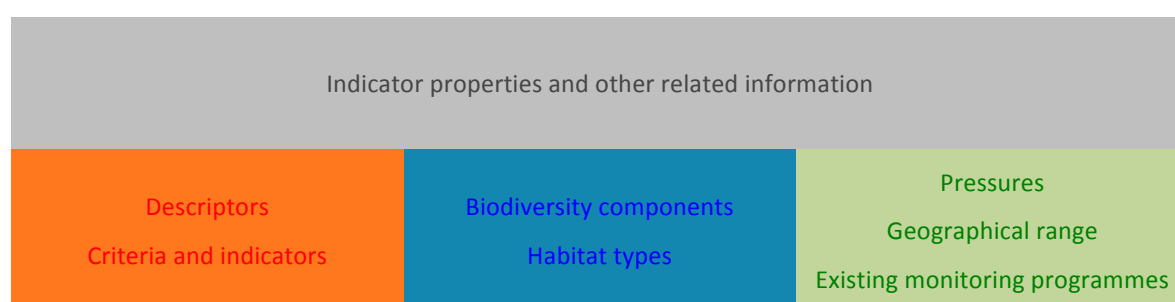 Indicator properties and other related information
Descriptors
Criteria and indicators
Biodiversity components
Habitat types
Pressures
Geographical range
Existing monitoring programmes